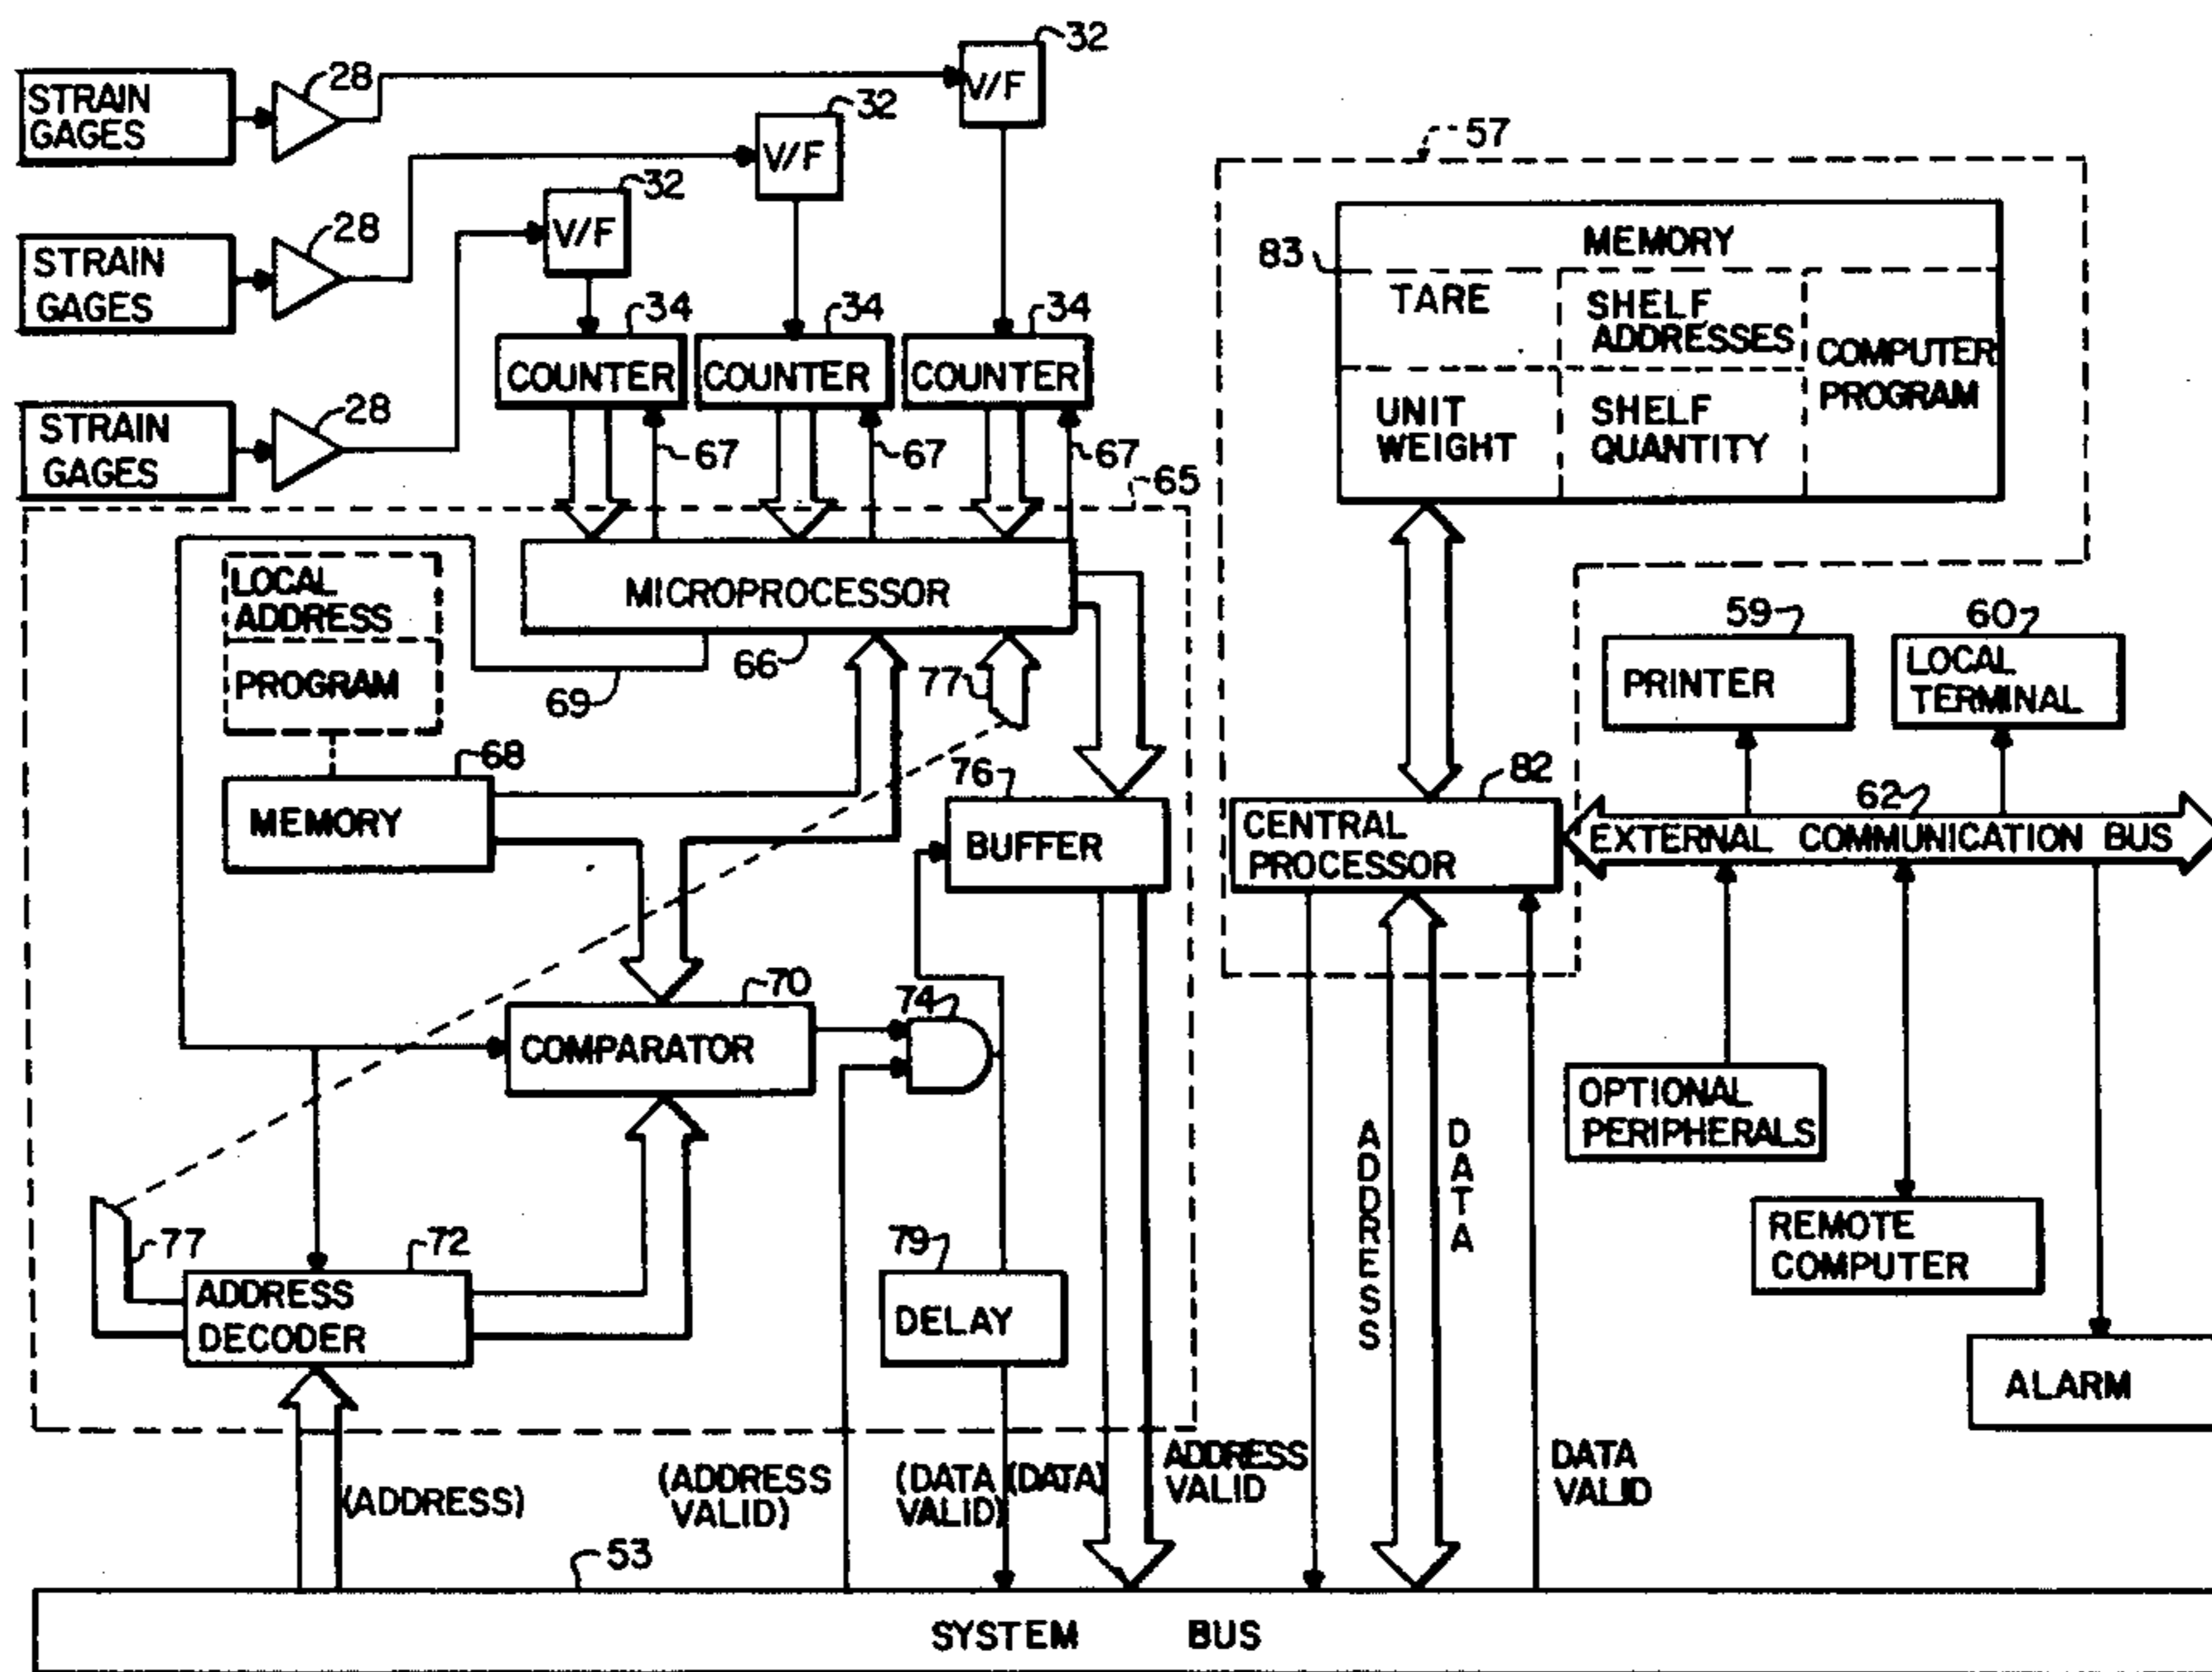 STRAIN
GAGES
28
32
V/F
STRAIN
GAGES
28
32
V/F
STRAIN
GAGES
28
32
V/F
34
COUNTER
34
COUNTER
34
COUNTER
67
67
67
65
LOCAL
ADDRESS
PROGRAM
MICROPROCESSOR
69
66
77
68
MEMORY
76
BUFFER
70
COMPARATOR
74
77
72
ADDRESS
DECODER
79
DELAY
(ADDRESS)
(ADDRESS
VALID)
(DATA
VALID)
(DATA)
ADDRESS
VALID
57
83
MEMORY
TARE
SHELF
ADDRESSES
COMPUTER
PROGRAM
UNIT
WEIGHT
SHELF
QUANTITY
59
PRINTER
60
LOCAL
TERMINAL
82
CENTRAL
PROCESSOR
62
EXTERNAL COMMUNICATION BUS
ADDRESS
DATA
OPTIONAL
PERIPHERALS
REMOTE
COMPUTER
ALARM
DATA
VALID
53
SYSTEM BUS